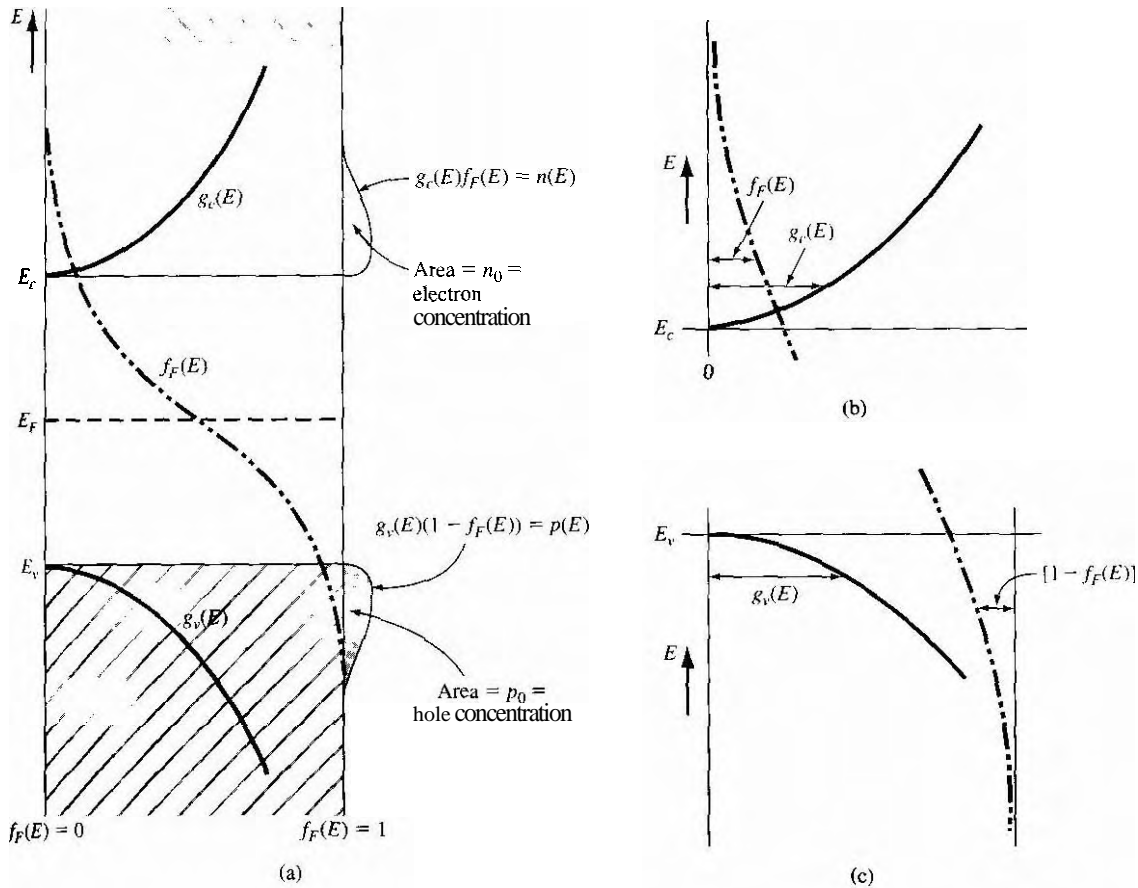 E
g_c(E)
g_c(E)f_F(E) = n(E)
E_c
Area = n_0 =
electron
concentration
f_F(E)
E_F
g_v(E)(1 − f_F(E)) = p(E)
E_v
g_v(E)
Area = p_0 =
hole concentration
f_F(E) = 0
f_F(E) = 1
(a)
E
f_F(E)
g_c(E)
E_c
0
(b)
E_v
g_v(E)
[1 − f_F(E)]
E
(c)